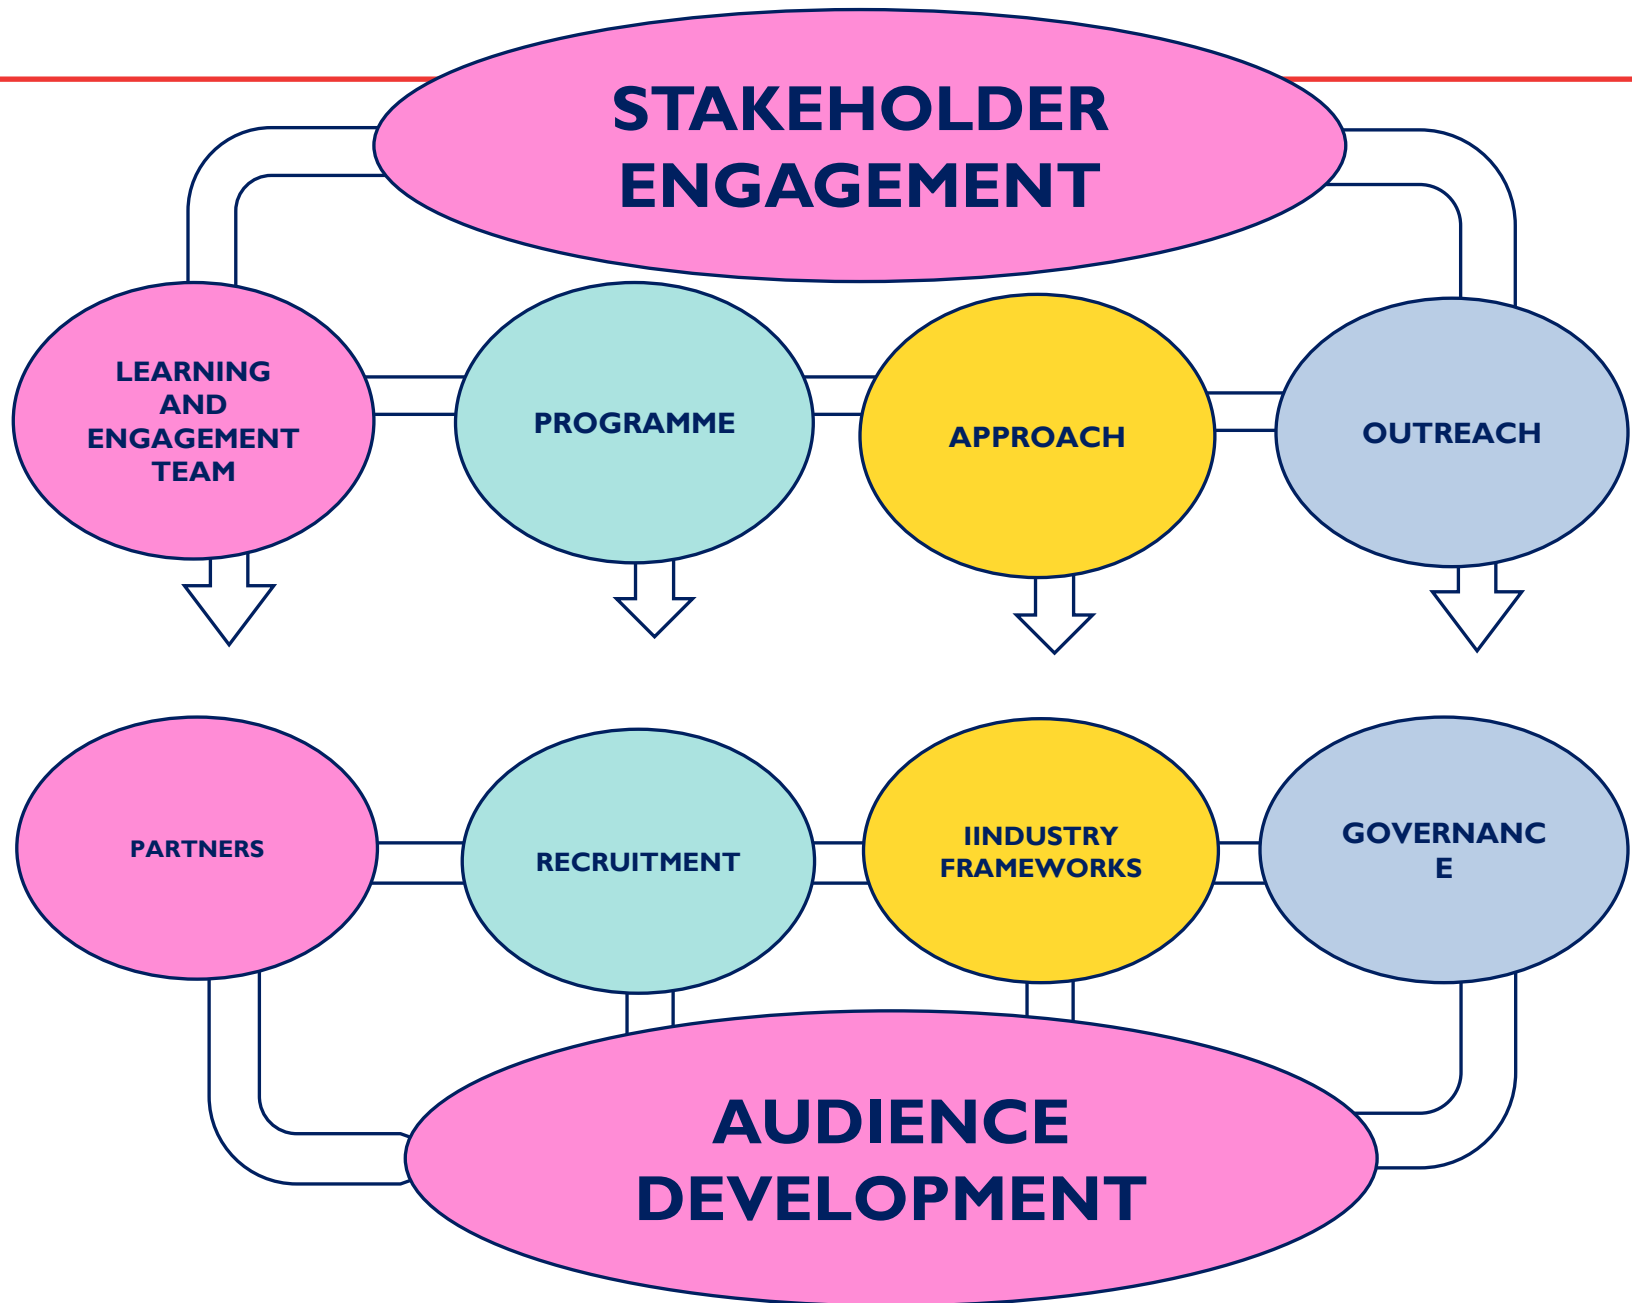 STAKEHOLDER
ENGAGEMENT
LEARNING
AND
ENGAGEMENT
TEAM
PROGRAMME
APPROACH
OUTREACH
PARTNERS
RECRUITMENT
IINDUSTRY
FRAMEWORKS
GOVERNANC
E
AUDIENCE
DEVELOPMENT